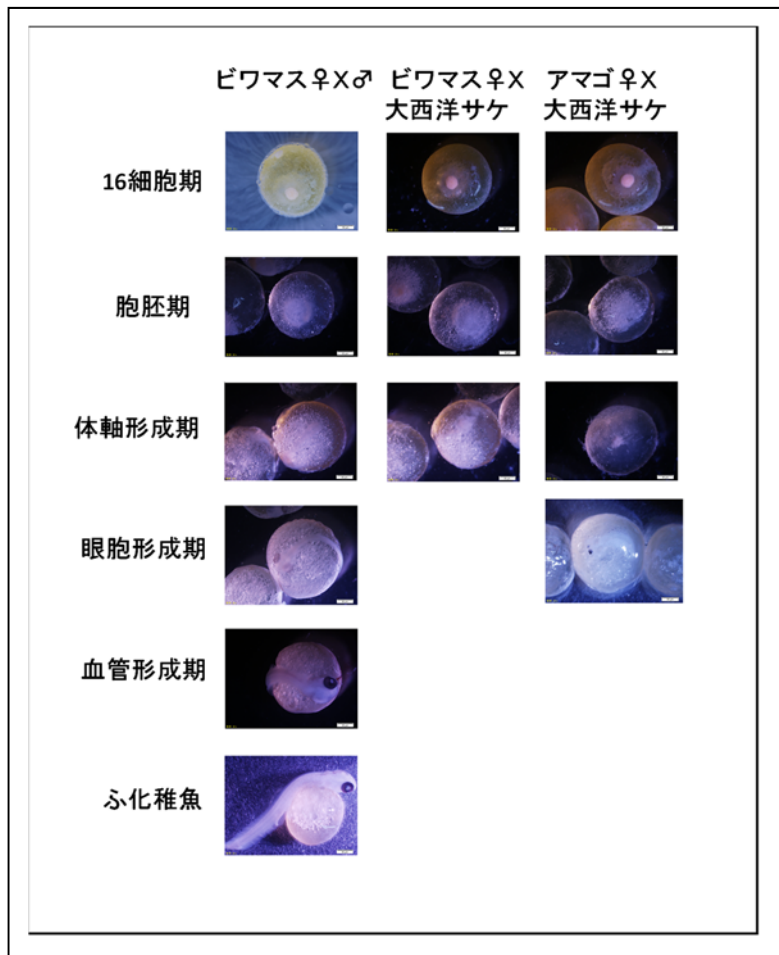 ビワマス♀X♂
ビワマス♀X
大西洋サケ
アマゴ♀X
大西洋サケ
16細胞期
胞胚期
体軸形成期
眼胞形成期
血管形成期
ふ化稚魚